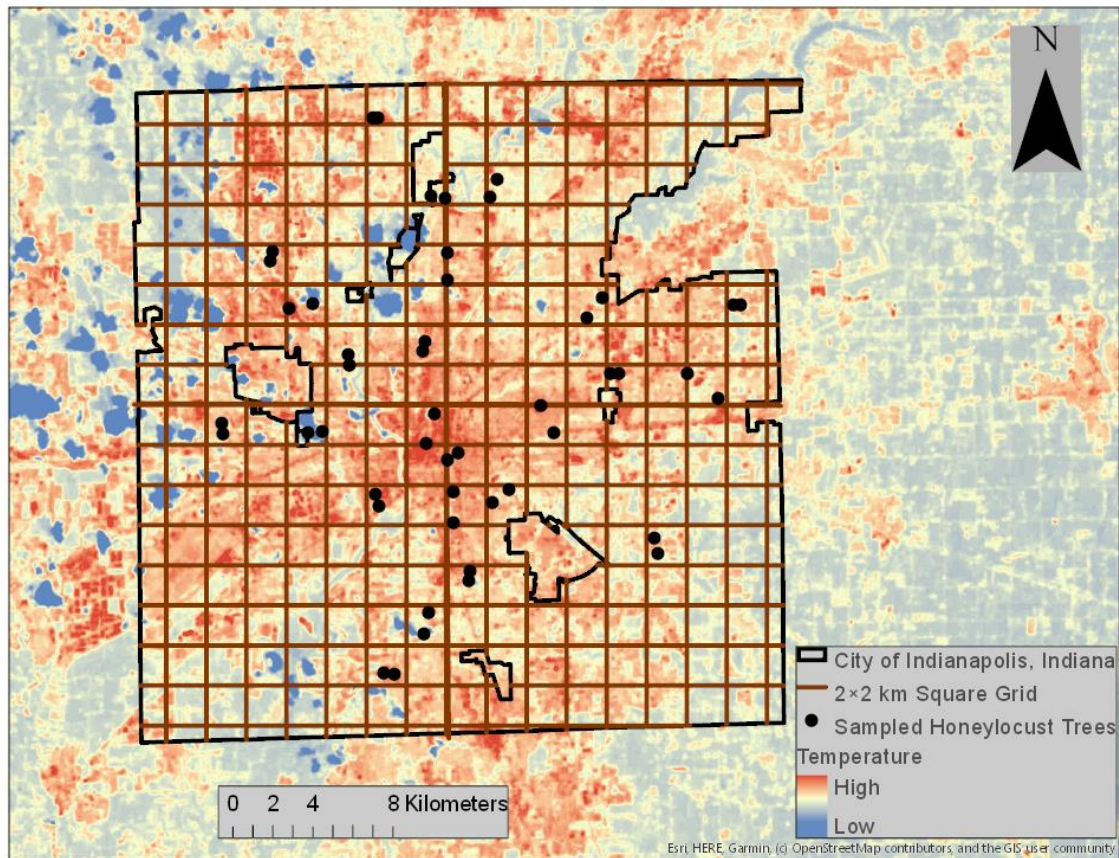 N
City of Indianapolis, Indiana
2×2 km Square Grid
Sampled Honeylocust Trees
Temperature
High
Low
0 2 4 8 Kilometers
Esri, HERE, Garmin, (c) OpenStreetMap contributors, and the GIS user community